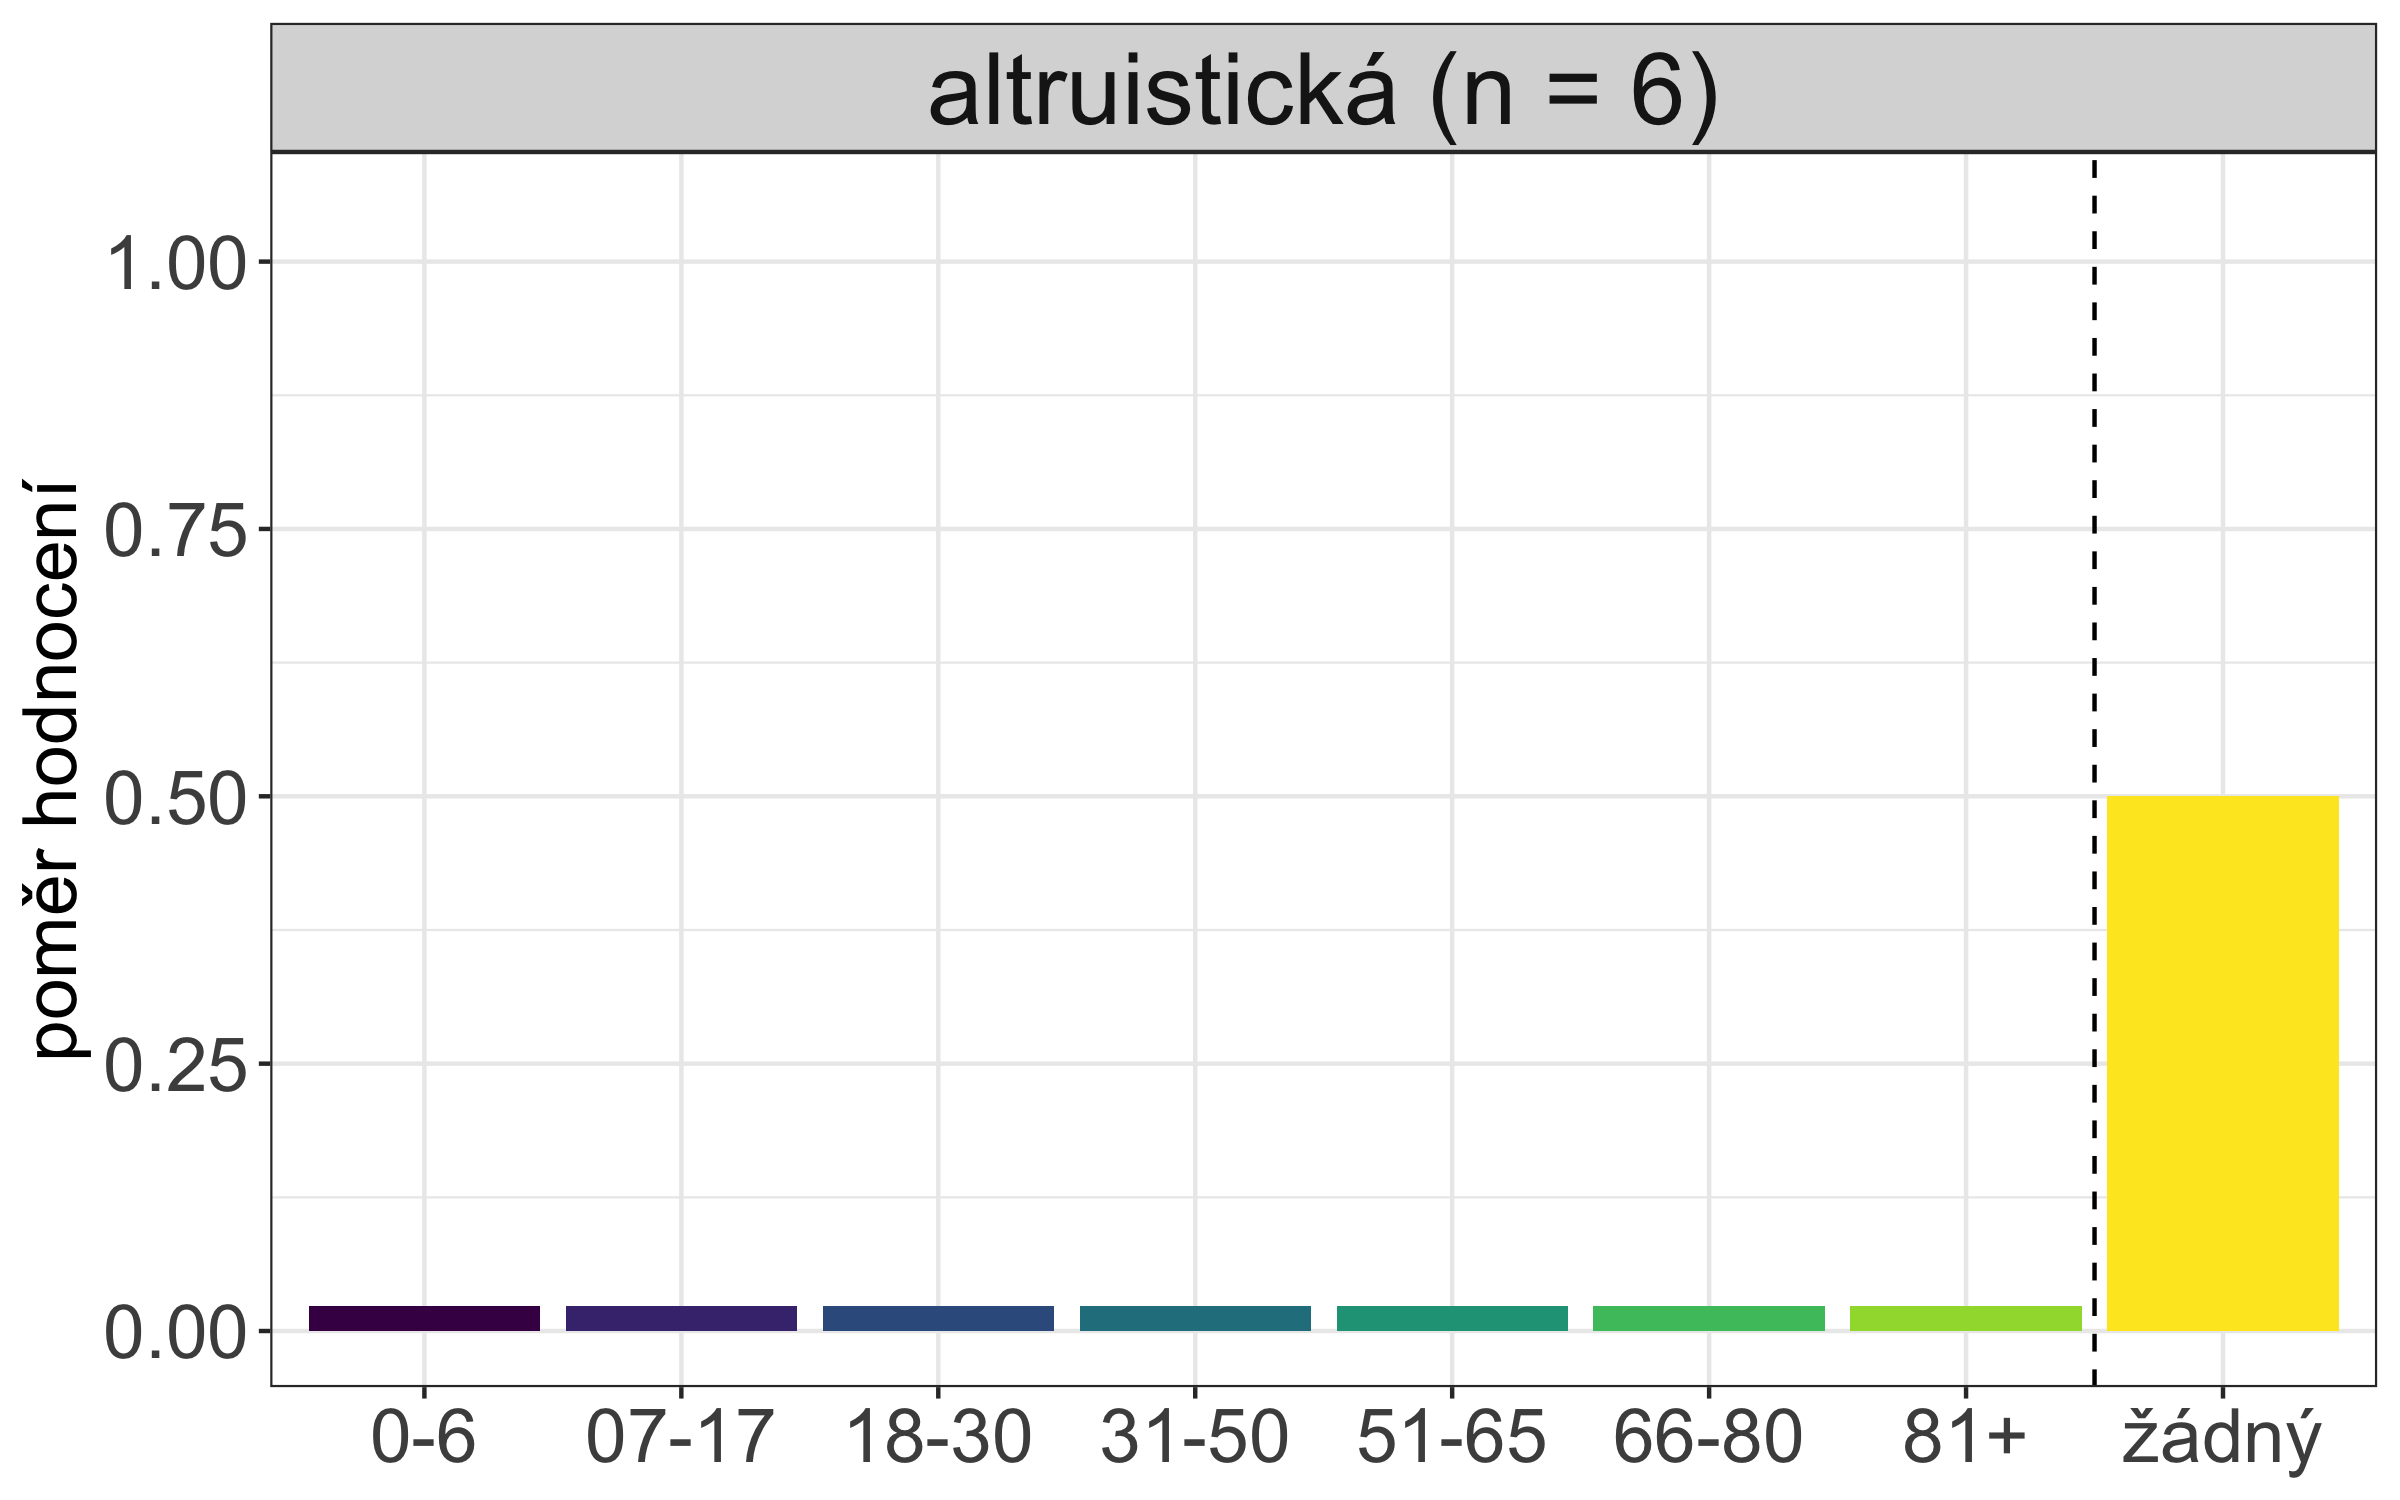 altruistická (n = 6)
poměr hodnocení
1.00
0.75
0.50
0.25
0.00
0-6 07-17 18-30 31-50 51-65 66-80 81+ žádný